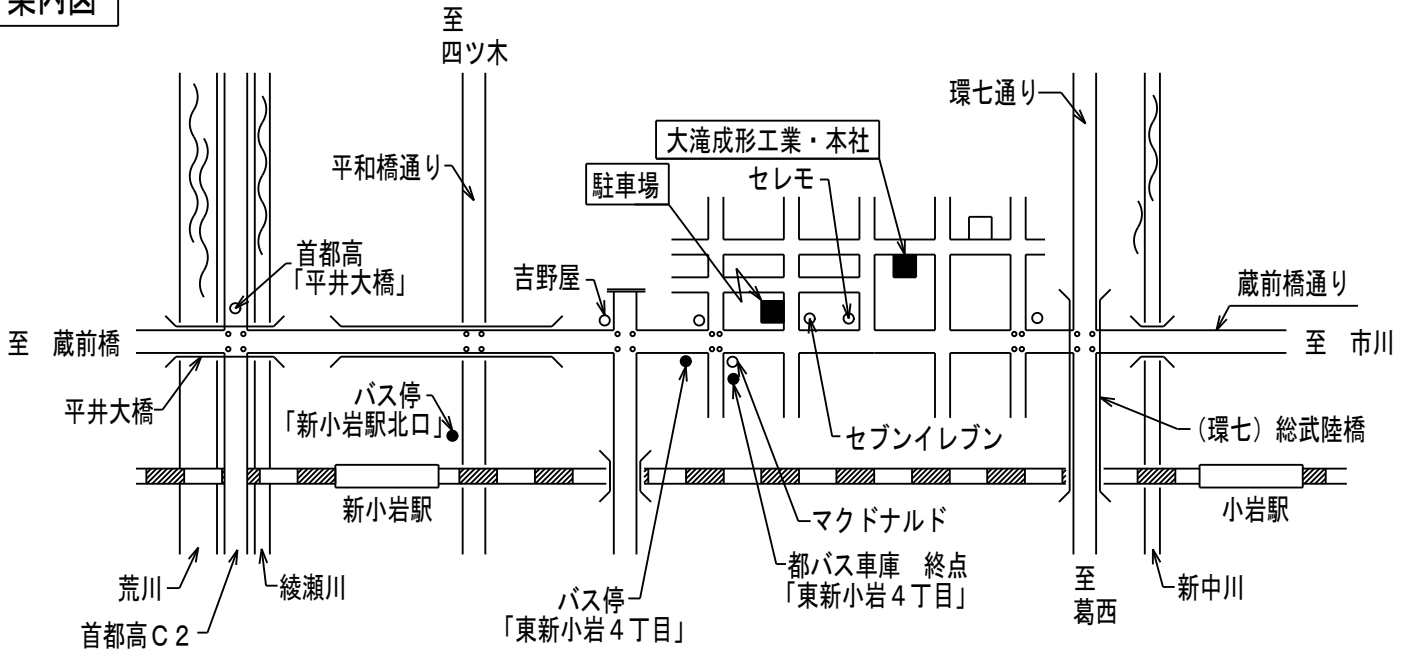 案内図
至
四ツ木
環七通り
大滝成形工業・本社
平和橋通り
駐車場
セレモ
首都高
「平井大橋」
吉野屋
蔵前橋通り
至 蔵前橋
至 市川
平井大橋
バス停
「新小岩駅北口」
セブンイレブン
(環七）総武陸橋
新小岩駅
マクドナルド
小岩駅
都バス車庫 終点
「東新小岩４丁目」
荒川
綾瀬川
バス停
「東新小岩４丁目」
至
葛西
新中川
首都高Ｃ２